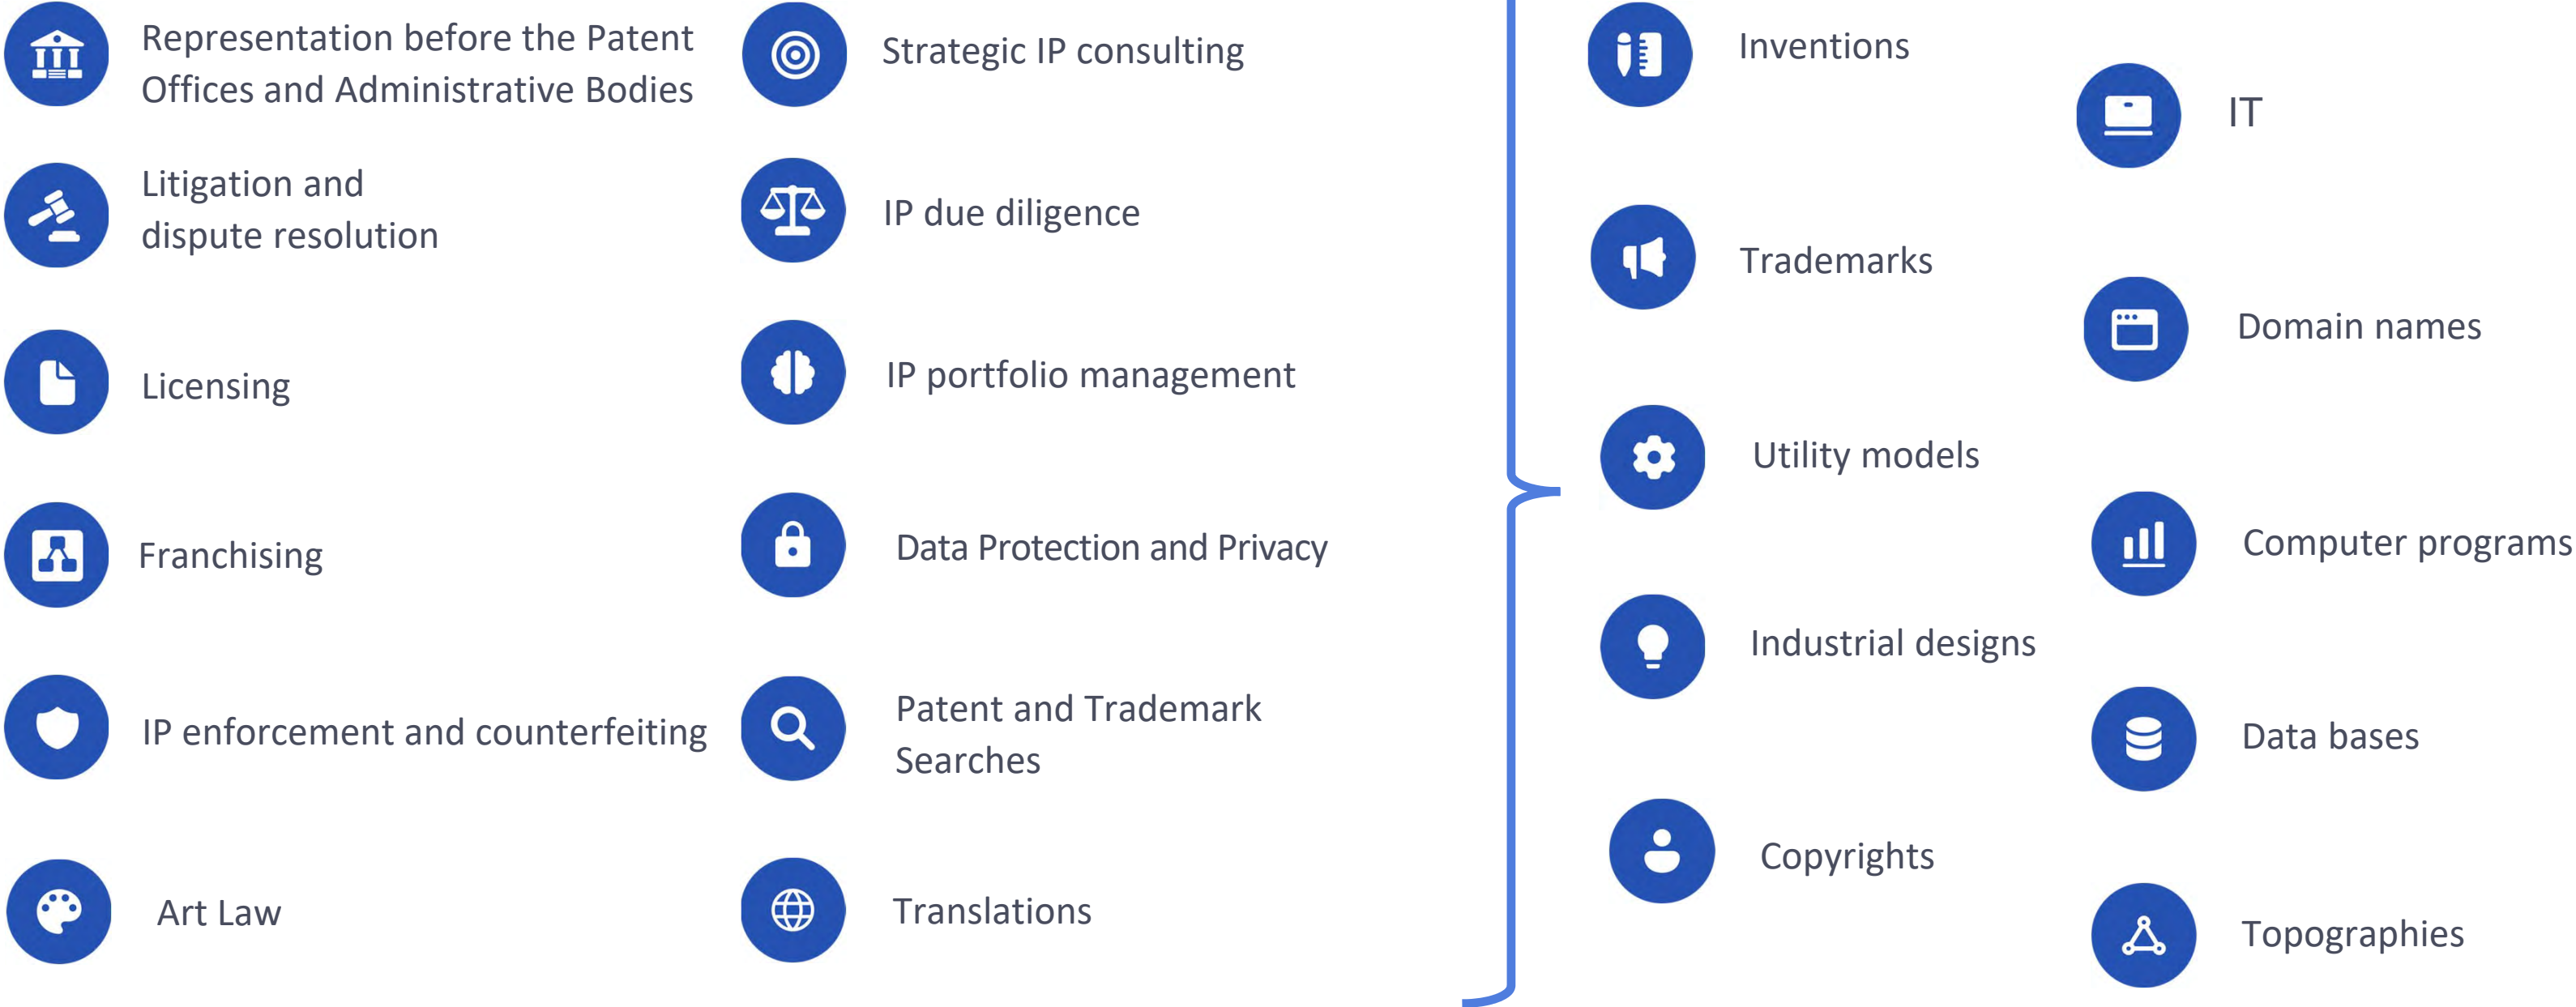 Representation before the Patent
Offices and Administrative Bodies
Litigation and
dispute resolution
Licensing
Franchising
IP enforcement and counterfeiting
Art Law
Strategic IP consulting
IP due diligence
IP portfolio management
Data Protection and Privacy
Patent and Trademark
Searches
Translations
Inventions
Trademarks
Utility models
Industrial designs
Copyrights
IT
Domain names
Computer programs
Data bases
Topographies